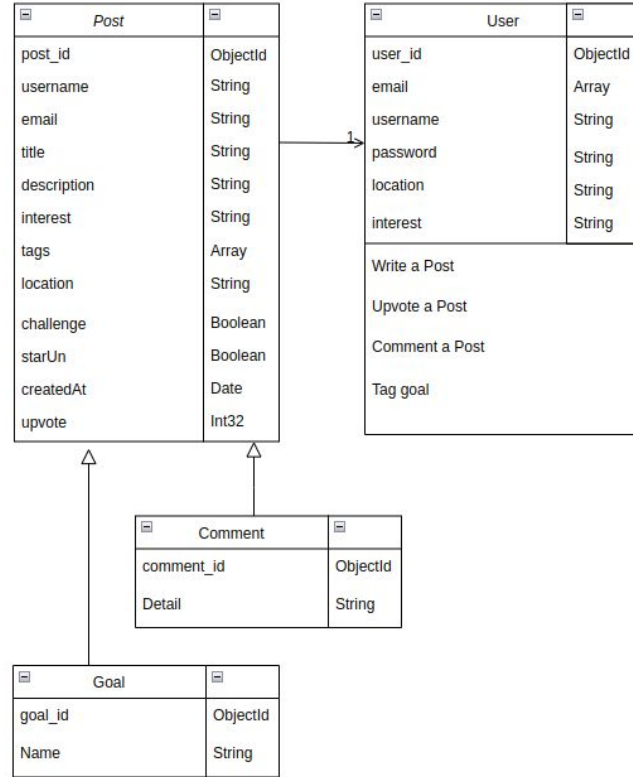 Post
post_id ObjectId
username String
email String
title String
description String
interest String
tags Array
location String
challenge Boolean
starUn Boolean
createdAt Date
upvote Int32
1
User
user_id ObjectId
email Array
username String
password String
location String
interest String
Write a Post
Upvote a Post
Comment a Post
Tag goal
Comment
comment_id ObjectId
Detail String
Goal
goal_id ObjectId
Name String